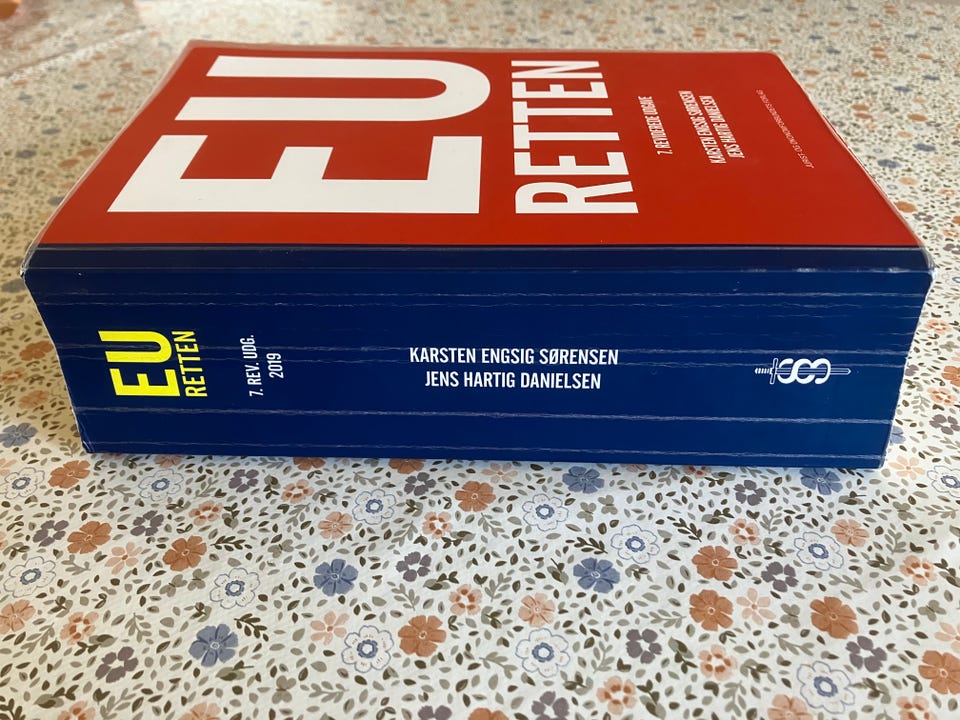 EU
RETTEN
7. REVIDEREDE UDGAVE
KARSTEN ENGSIG SØRENSEN
JENS HARTIG DANIELSEN
EU
RETTEN
7. REV. UDG.
2019
KARSTEN ENGSIG SØRENSEN
JENS HARTIG DANIELSEN